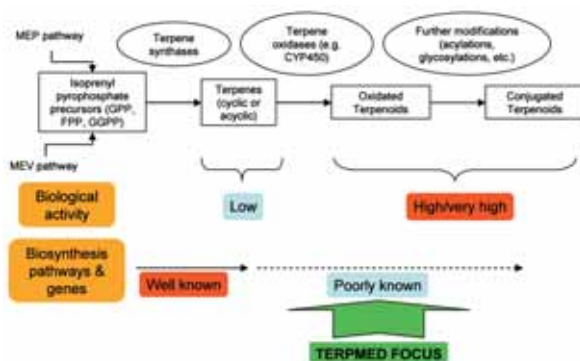 MEP pathway
Terpene
synthases
Terpene
oxidases (e.g.
CYP450)
Further modifications
(acylations,
glycosylations, etc.)
Isoprenyl
pyrophosphate
precursors (GPP,
FPP, GGPP)
Terpenes
(cyclic or
acyclic)
Oxidated
Terpenoids
Conjugated
Terpenoids
MEV pathway
Biological
activity
Low
High/very high
Biosynthesis
pathways &
genes
Well known
Poorly known
TERPMED FOCUS